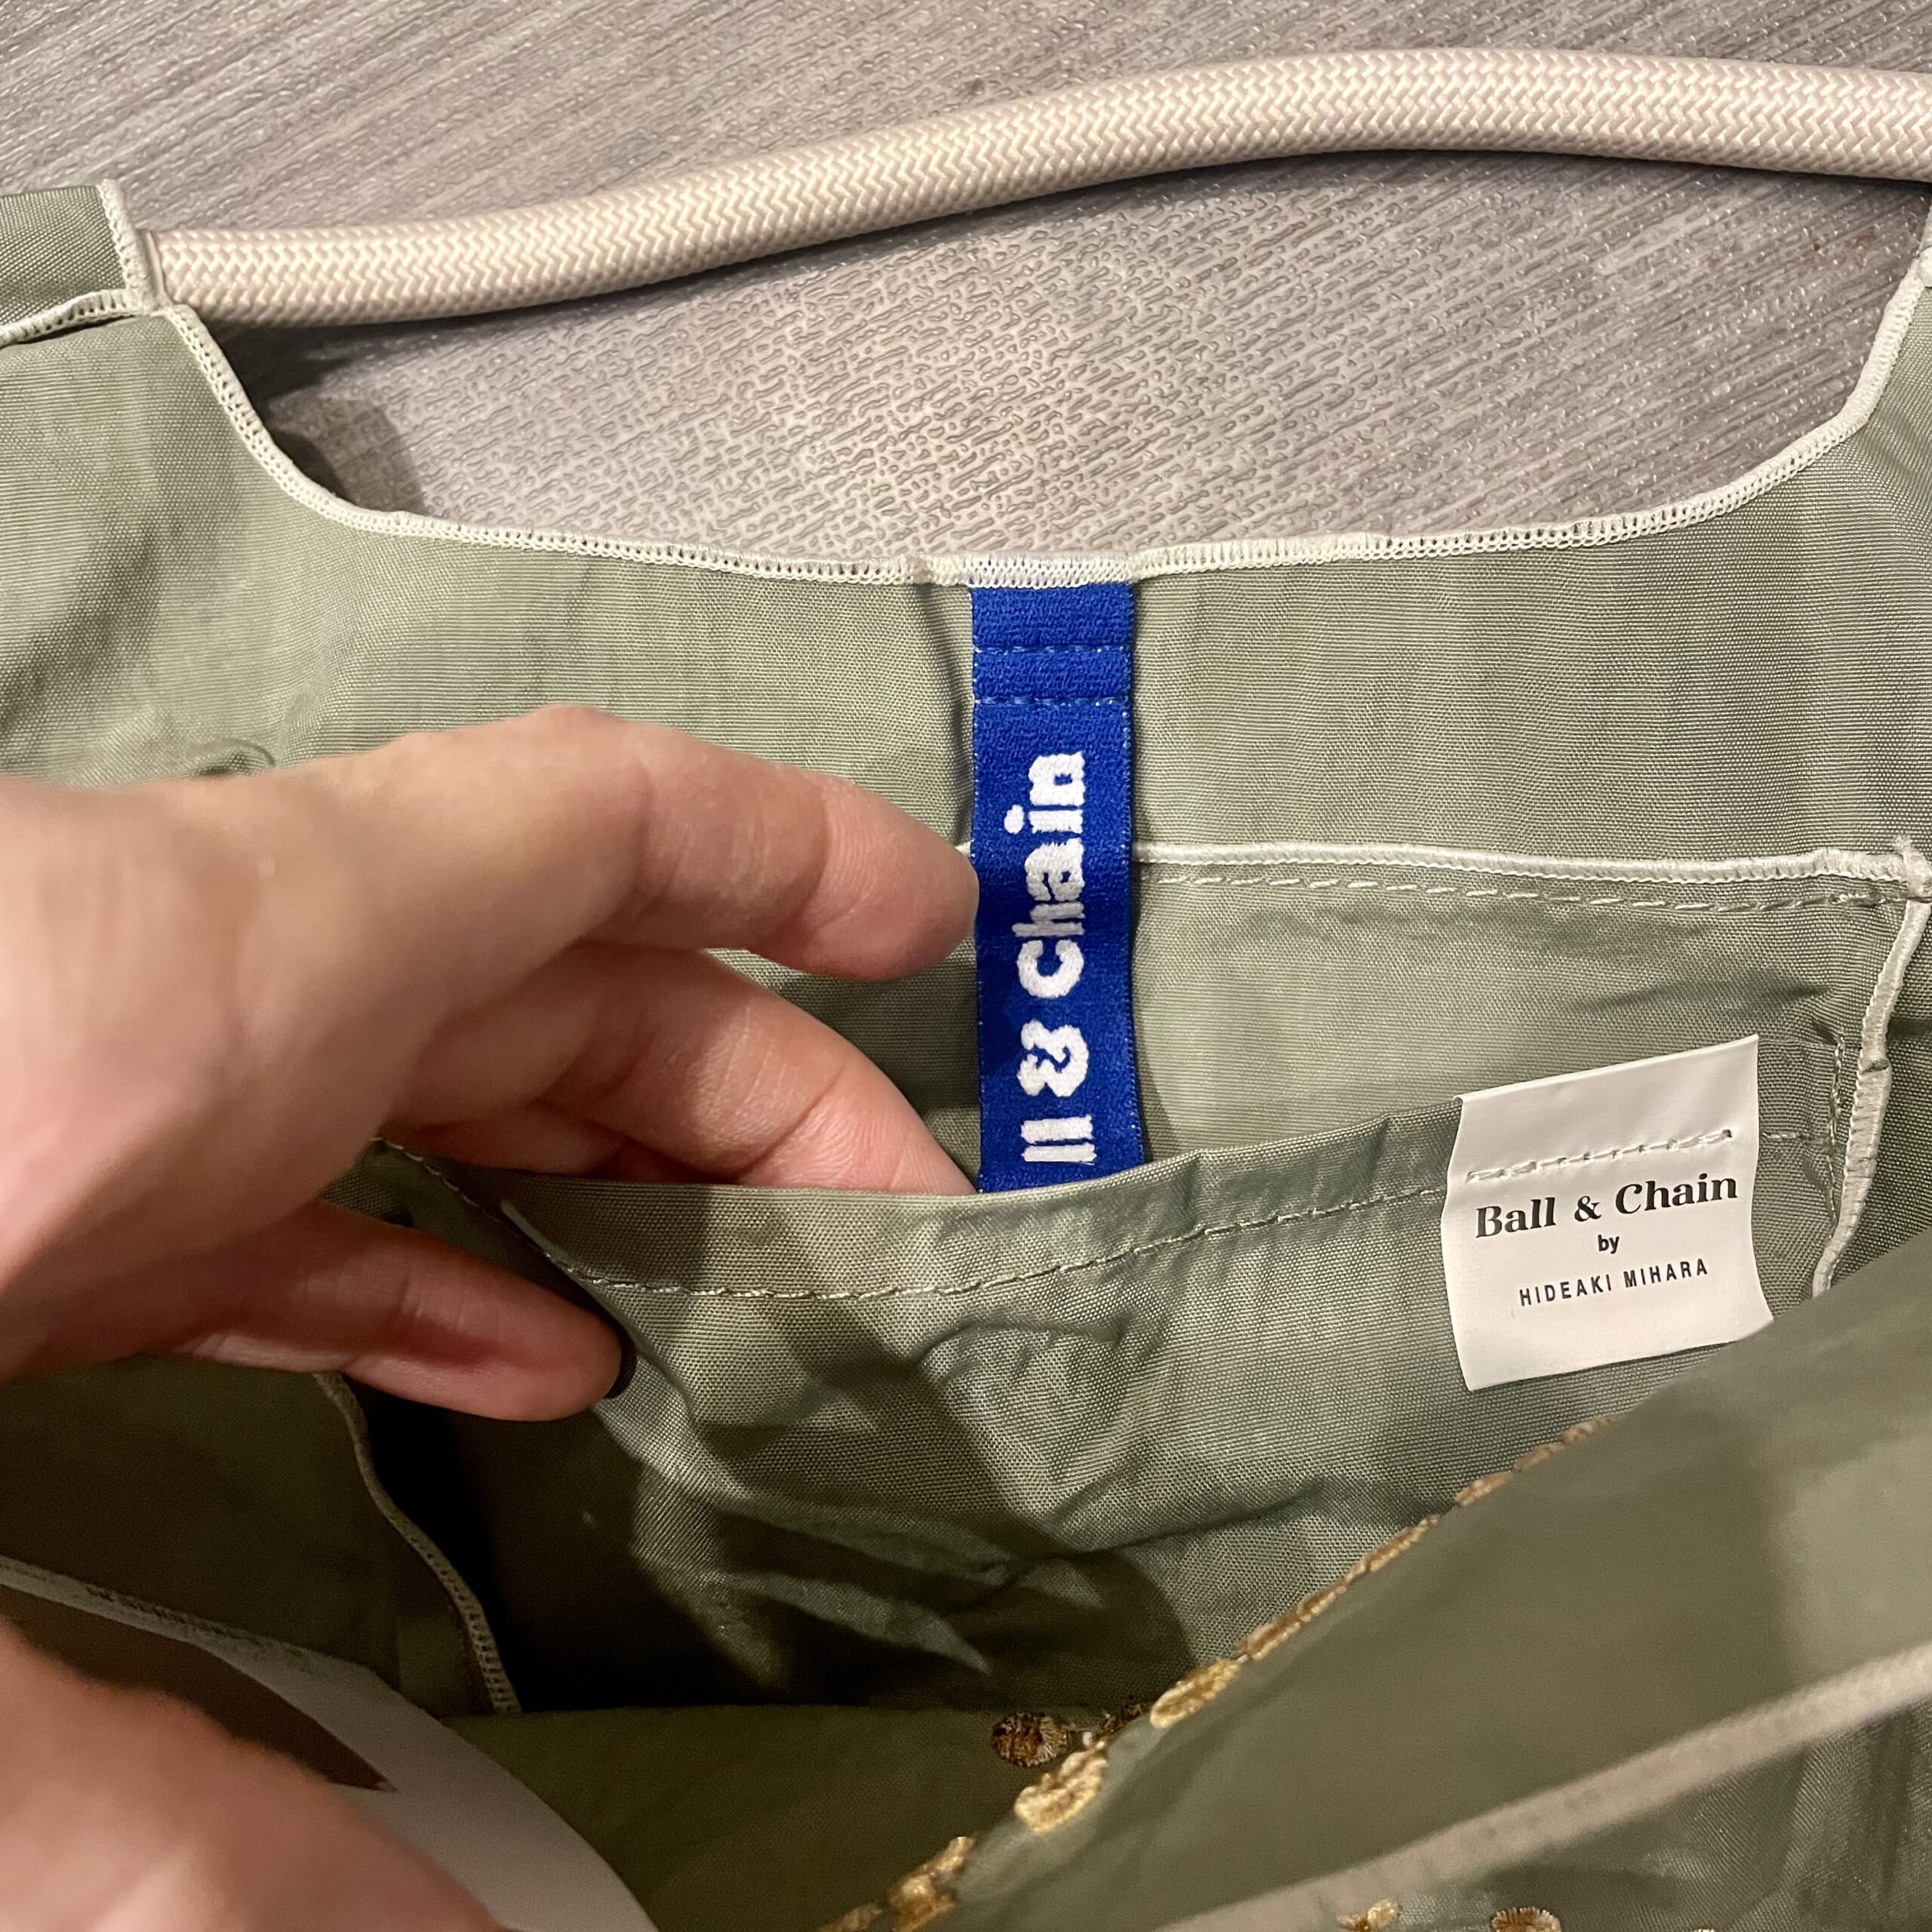 ll & Chain
Ball & Chain
by
HIDEAKI MIHARA